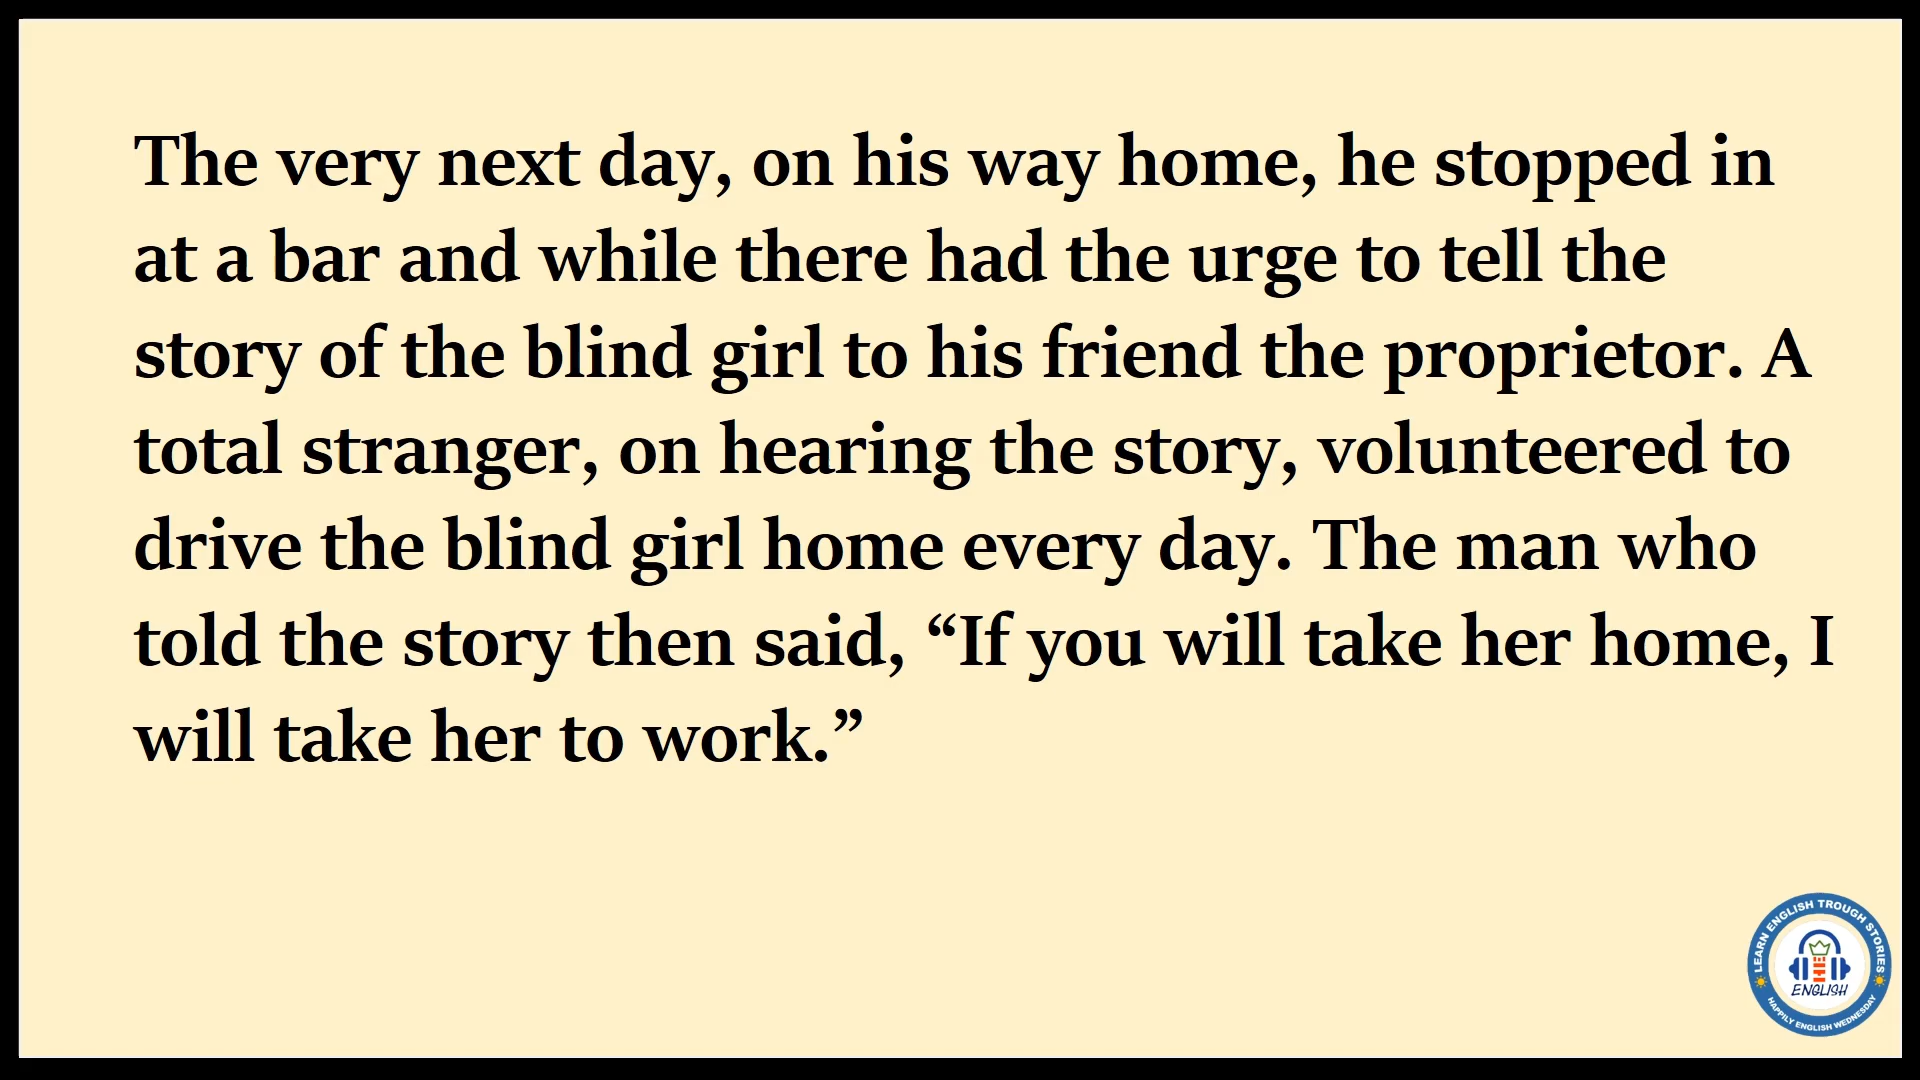 The very next day, on his way home, he stopped in
at a bar and while there had the urge to tell the
story of the blind girl to his friend the proprietor. A
total stranger, on hearing the story, volunteered to
drive the blind girl home every day. The man who
told the story then said, “If you will take her home, I
will take her to work.”
LEARN ENGLISH TROUGH STORIES
ENGLISH
HAPPILY ENGLISH WEDNESDAY